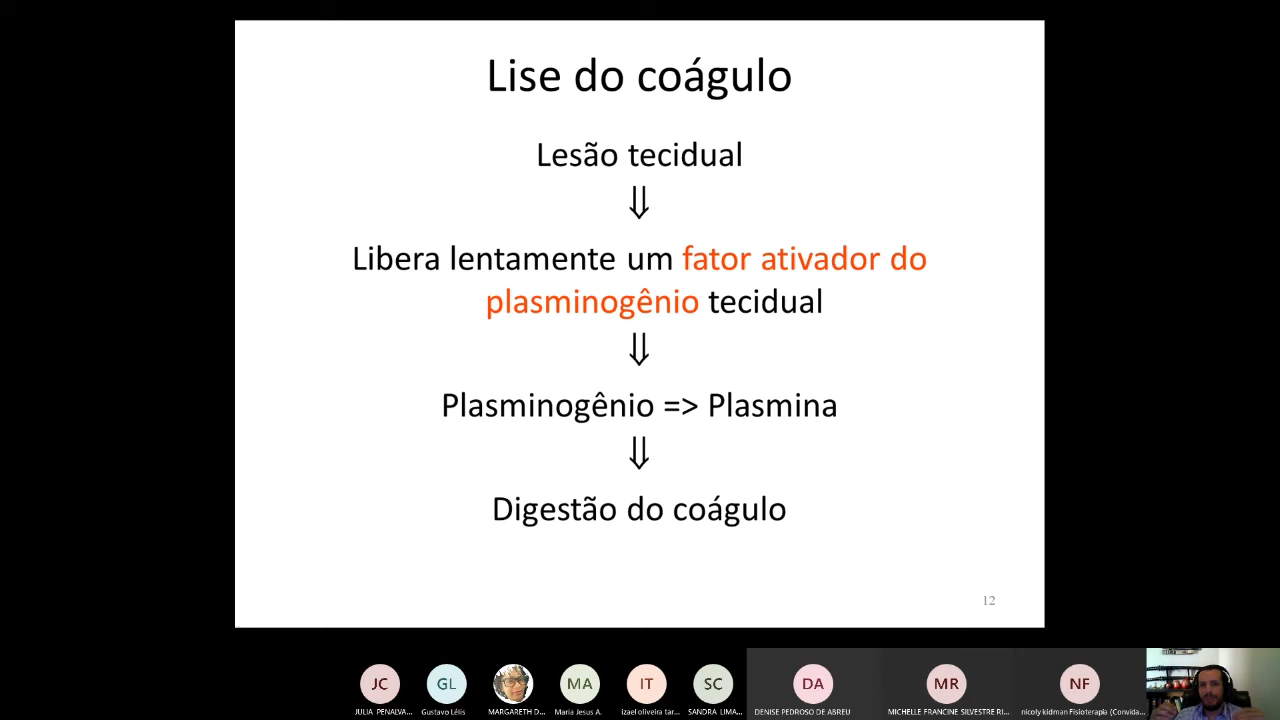 Lise do coágulo
Lesão tecidual
⇓
Libera lentamente um fator ativador do
plasminogênio tecidual
⇓
Plasminogênio => Plasmina
⇓
Digestão do coágulo
12
JC
GL
MA
IT
SC
DA
MR
NF
JULIA PENALVA...
Gustavo Lélis
MARGARETH D...
Maria Jesus A.
izael oliveira tar...
SANDRA LIMA...
DENISE PEDROSO DE ABREU
MICHELLE FRANCINE SILVESTRE RI...
nicoly kidman Fisioterapia (Convida...